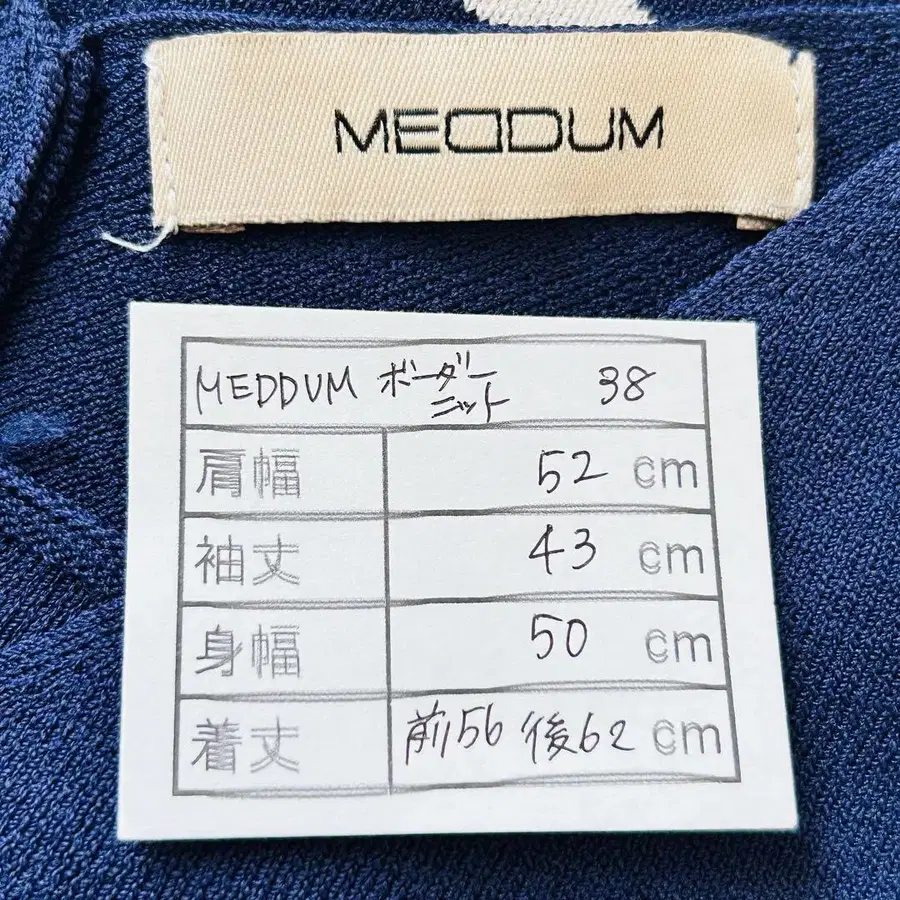 MEDDUM
MEDDUM ボーダーニット 38
肩幅 52 cm
袖丈 43 cm
身幅 50 cm
着丈 前56 後62 cm